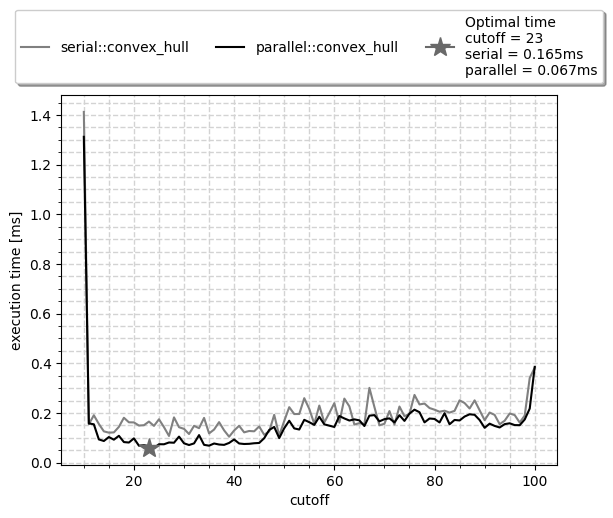 serial::convex_hull
parallel::convex_hull
Optimal time
cutoff = 23
serial = 0.165ms
parallel = 0.067ms
1.4
1.2
1.0
0.8
0.6
0.4
0.2
0.0
execution time [ms]
20
40
60
80
100
cutoff